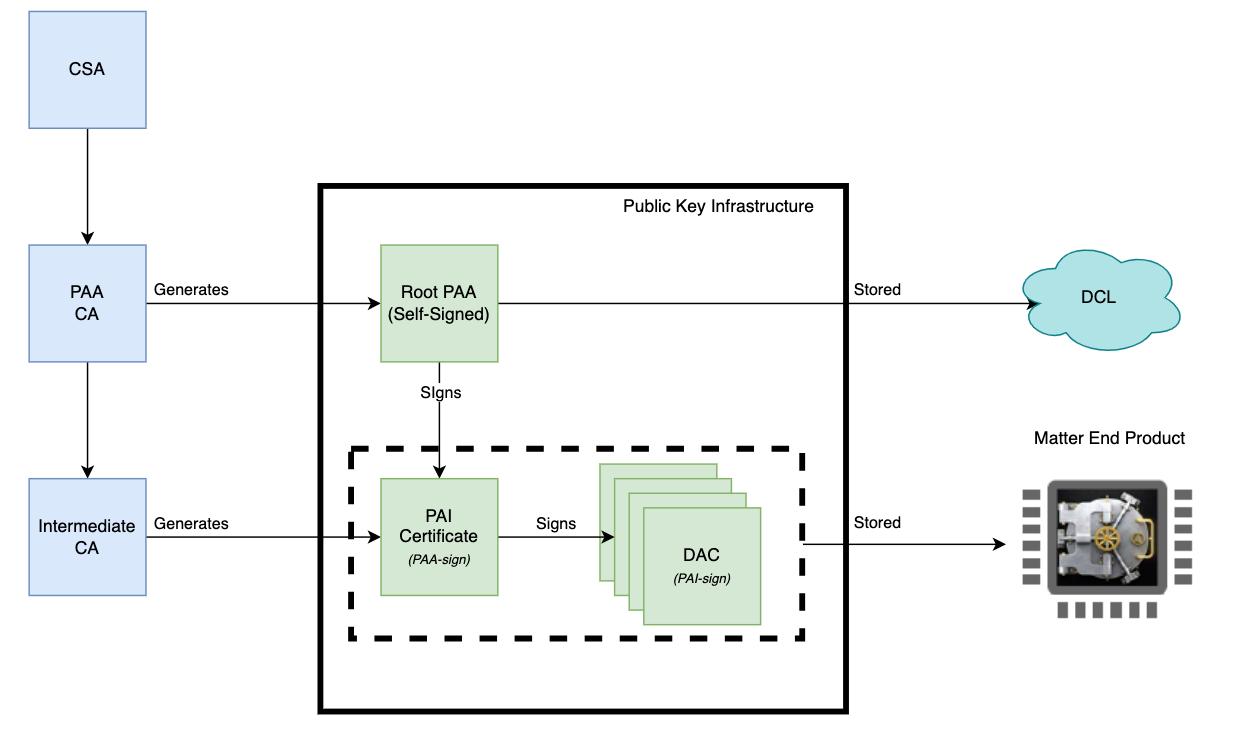 CSA
Public Key Infrastructure
PAA
CA
Generates
Root PAA
(Self-Signed)
Stored
DCL
SIgns
Matter End Product
Intermediate
CA
Generates
PAI
Certificate
(PAA-sign)
Signs
DAC
(PAI-sign)
Stored